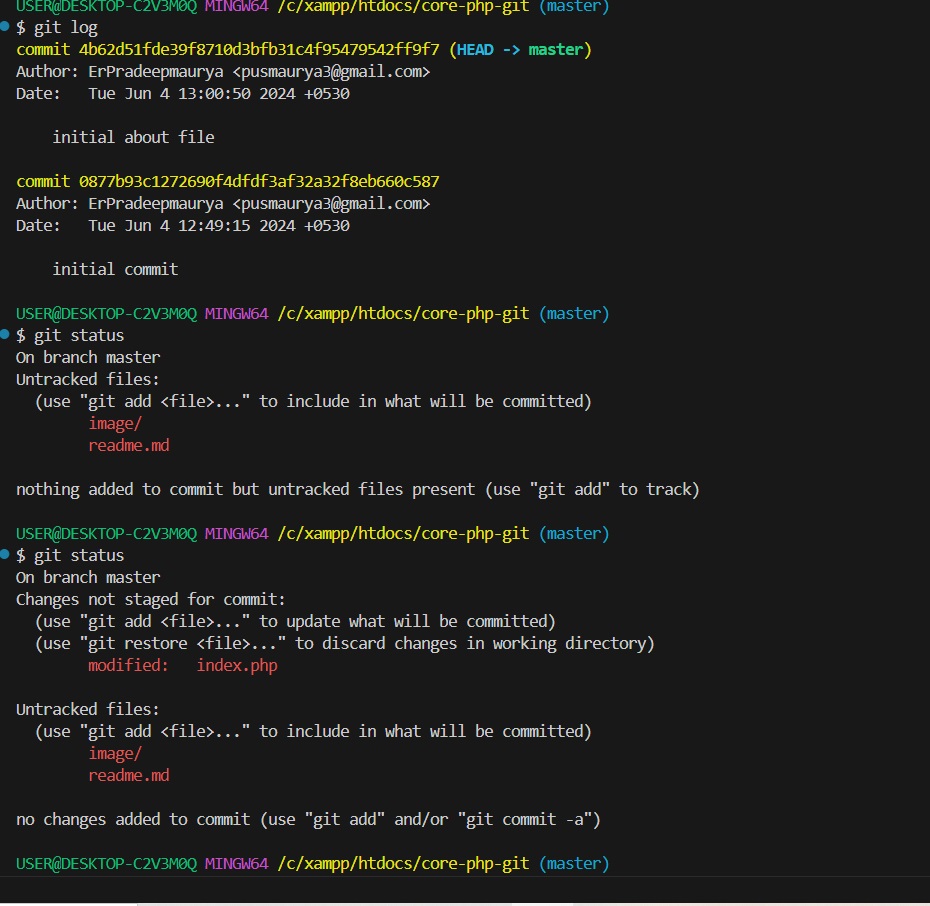 USER@DESKTOP-C2V3M0Q MINGW64 /c/xampp/htdocs/core-php-git (master)
$ git log
commit 4b62d51fde39f8710d3bfb31c4f95479542ff9f7 (HEAD -> master)
Author: ErPradeepmaurya <pusmaurya3@gmail.com>
Date:   Tue Jun 4 13:00:50 2024 +0530

    initial about file

commit 0877b93c1272690f4dfdf3af32a32f8eb660c587
Author: ErPradeepmaurya <pusmaurya3@gmail.com>
Date:   Tue Jun 4 12:49:15 2024 +0530

    initial commit

USER@DESKTOP-C2V3M0Q MINGW64 /c/xampp/htdocs/core-php-git (master)
$ git status
On branch master
Untracked files:
  (use "git add <file>..." to include in what will be committed)
        image/
        readme.md

nothing added to commit but untracked files present (use "git add" to track)

USER@DESKTOP-C2V3M0Q MINGW64 /c/xampp/htdocs/core-php-git (master)
$ git status
On branch master
Changes not staged for commit:
  (use "git add <file>..." to update what will be committed)
  (use "git restore <file>..." to discard changes in working directory)
        modified:   index.php

Untracked files:
  (use "git add <file>..." to include in what will be committed)
        image/
        readme.md

no changes added to commit (use "git add" and/or "git commit -a")

USER@DESKTOP-C2V3M0Q MINGW64 /c/xampp/htdocs/core-php-git (master)